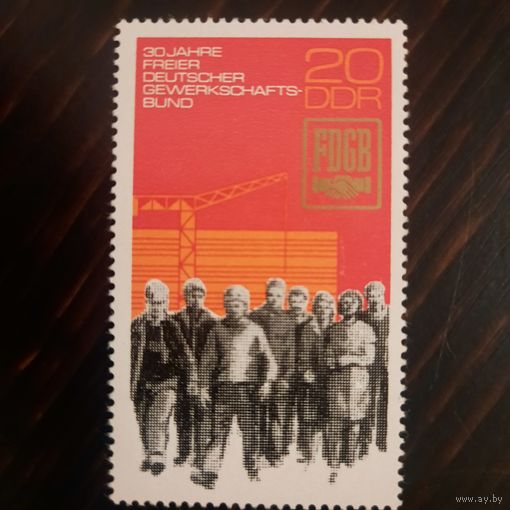 30 JAHRE
FREIER
DEUTSCHER
GEWERKSCHAFTS-
BUND
20
DDR
FDGB
www.ay.by